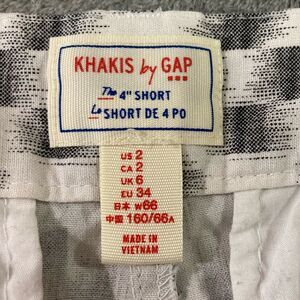 KHAKIS by GAP
The 4" SHORT
Le SHORT DE 4 PO
US 2
CA 2
UK 6
EU 34
日本 W66
中国 160/66A
MADE IN
VIETNAM